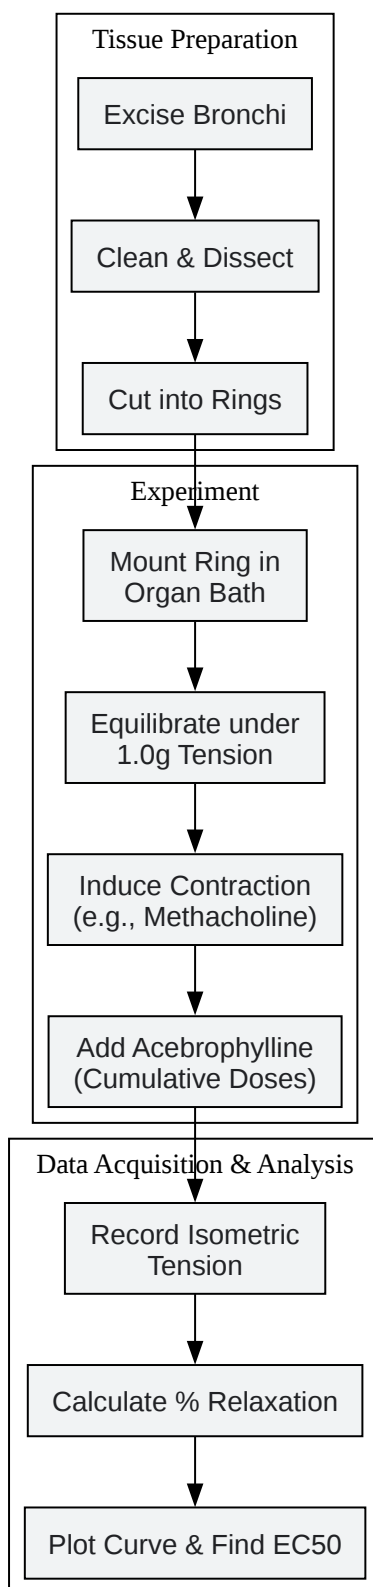 Tissue Preparation
Excise Bronchi
Clean & Dissect
Cut into Rings
Experiment
Mount Ring in
Organ Bath
Equilibrate under
1.0g Tension
Induce Contraction
(e.g., Methacholine)
Add Acebrophylline
(Cumulative Doses)
Data Acquisition & Analysis
Record Isometric
Tension
Calculate % Relaxation
Plot Curve & Find EC50